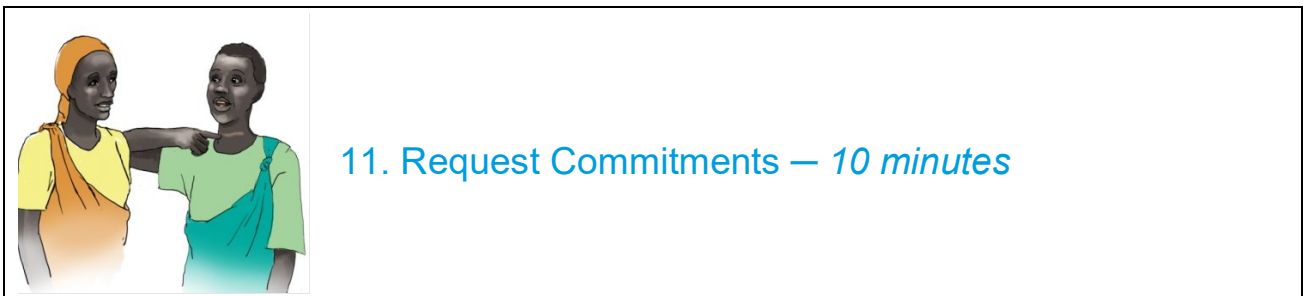 11. Request Commitments ─ 10 minutes